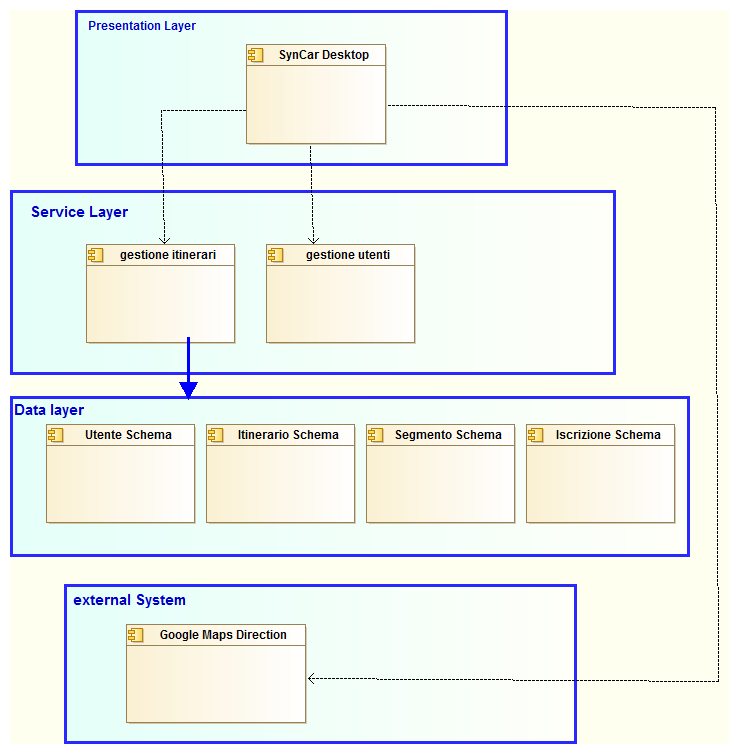 Presentation Layer
SynCar Desktop
Service Layer
gestione itinerari
gestione utenti
Data layer
Utente Schema
Itinerario Schema
Segmento Schema
Iscrizione Schema
external System
Google Maps Direction